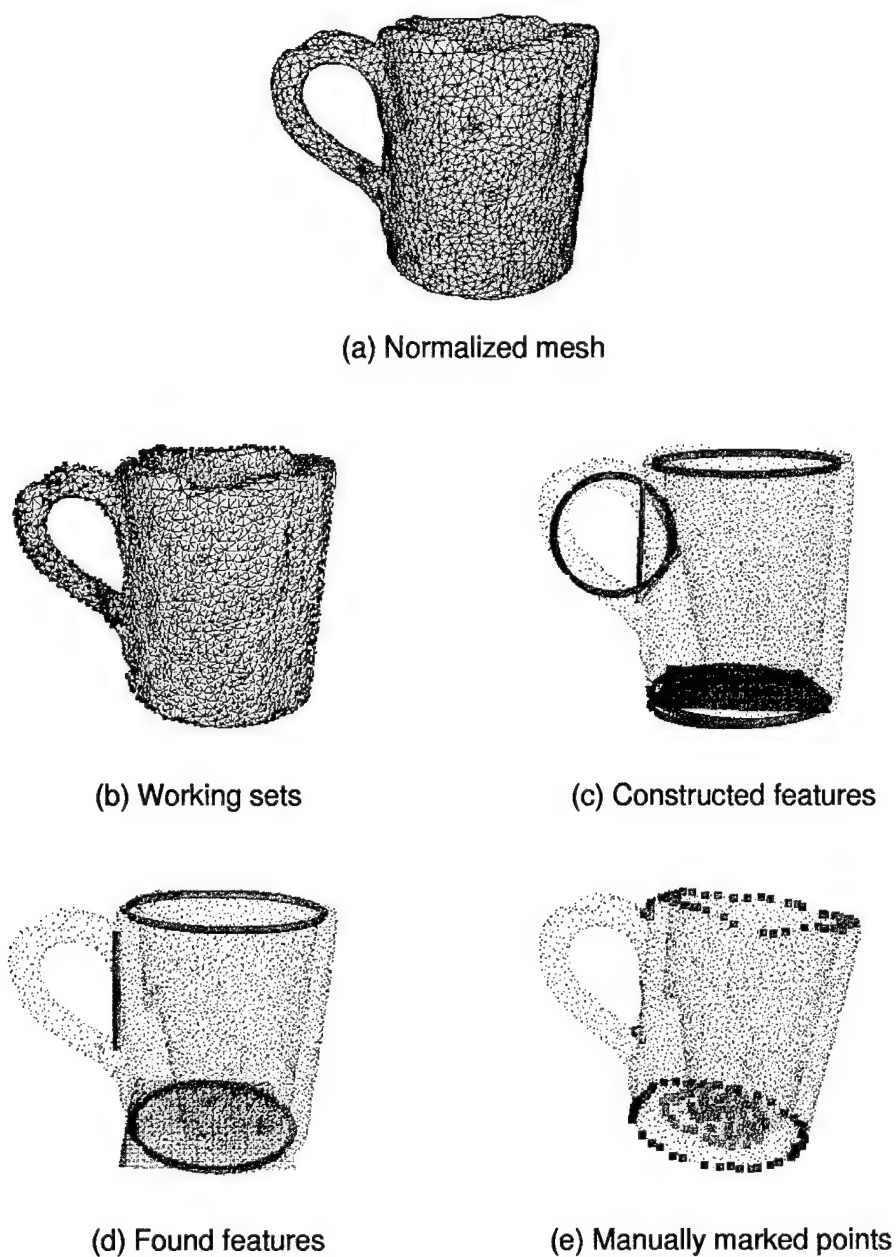 (a) Normalized mesh
(b) Working sets
(c) Constructed features
(d) Found features
(e) Manually marked points